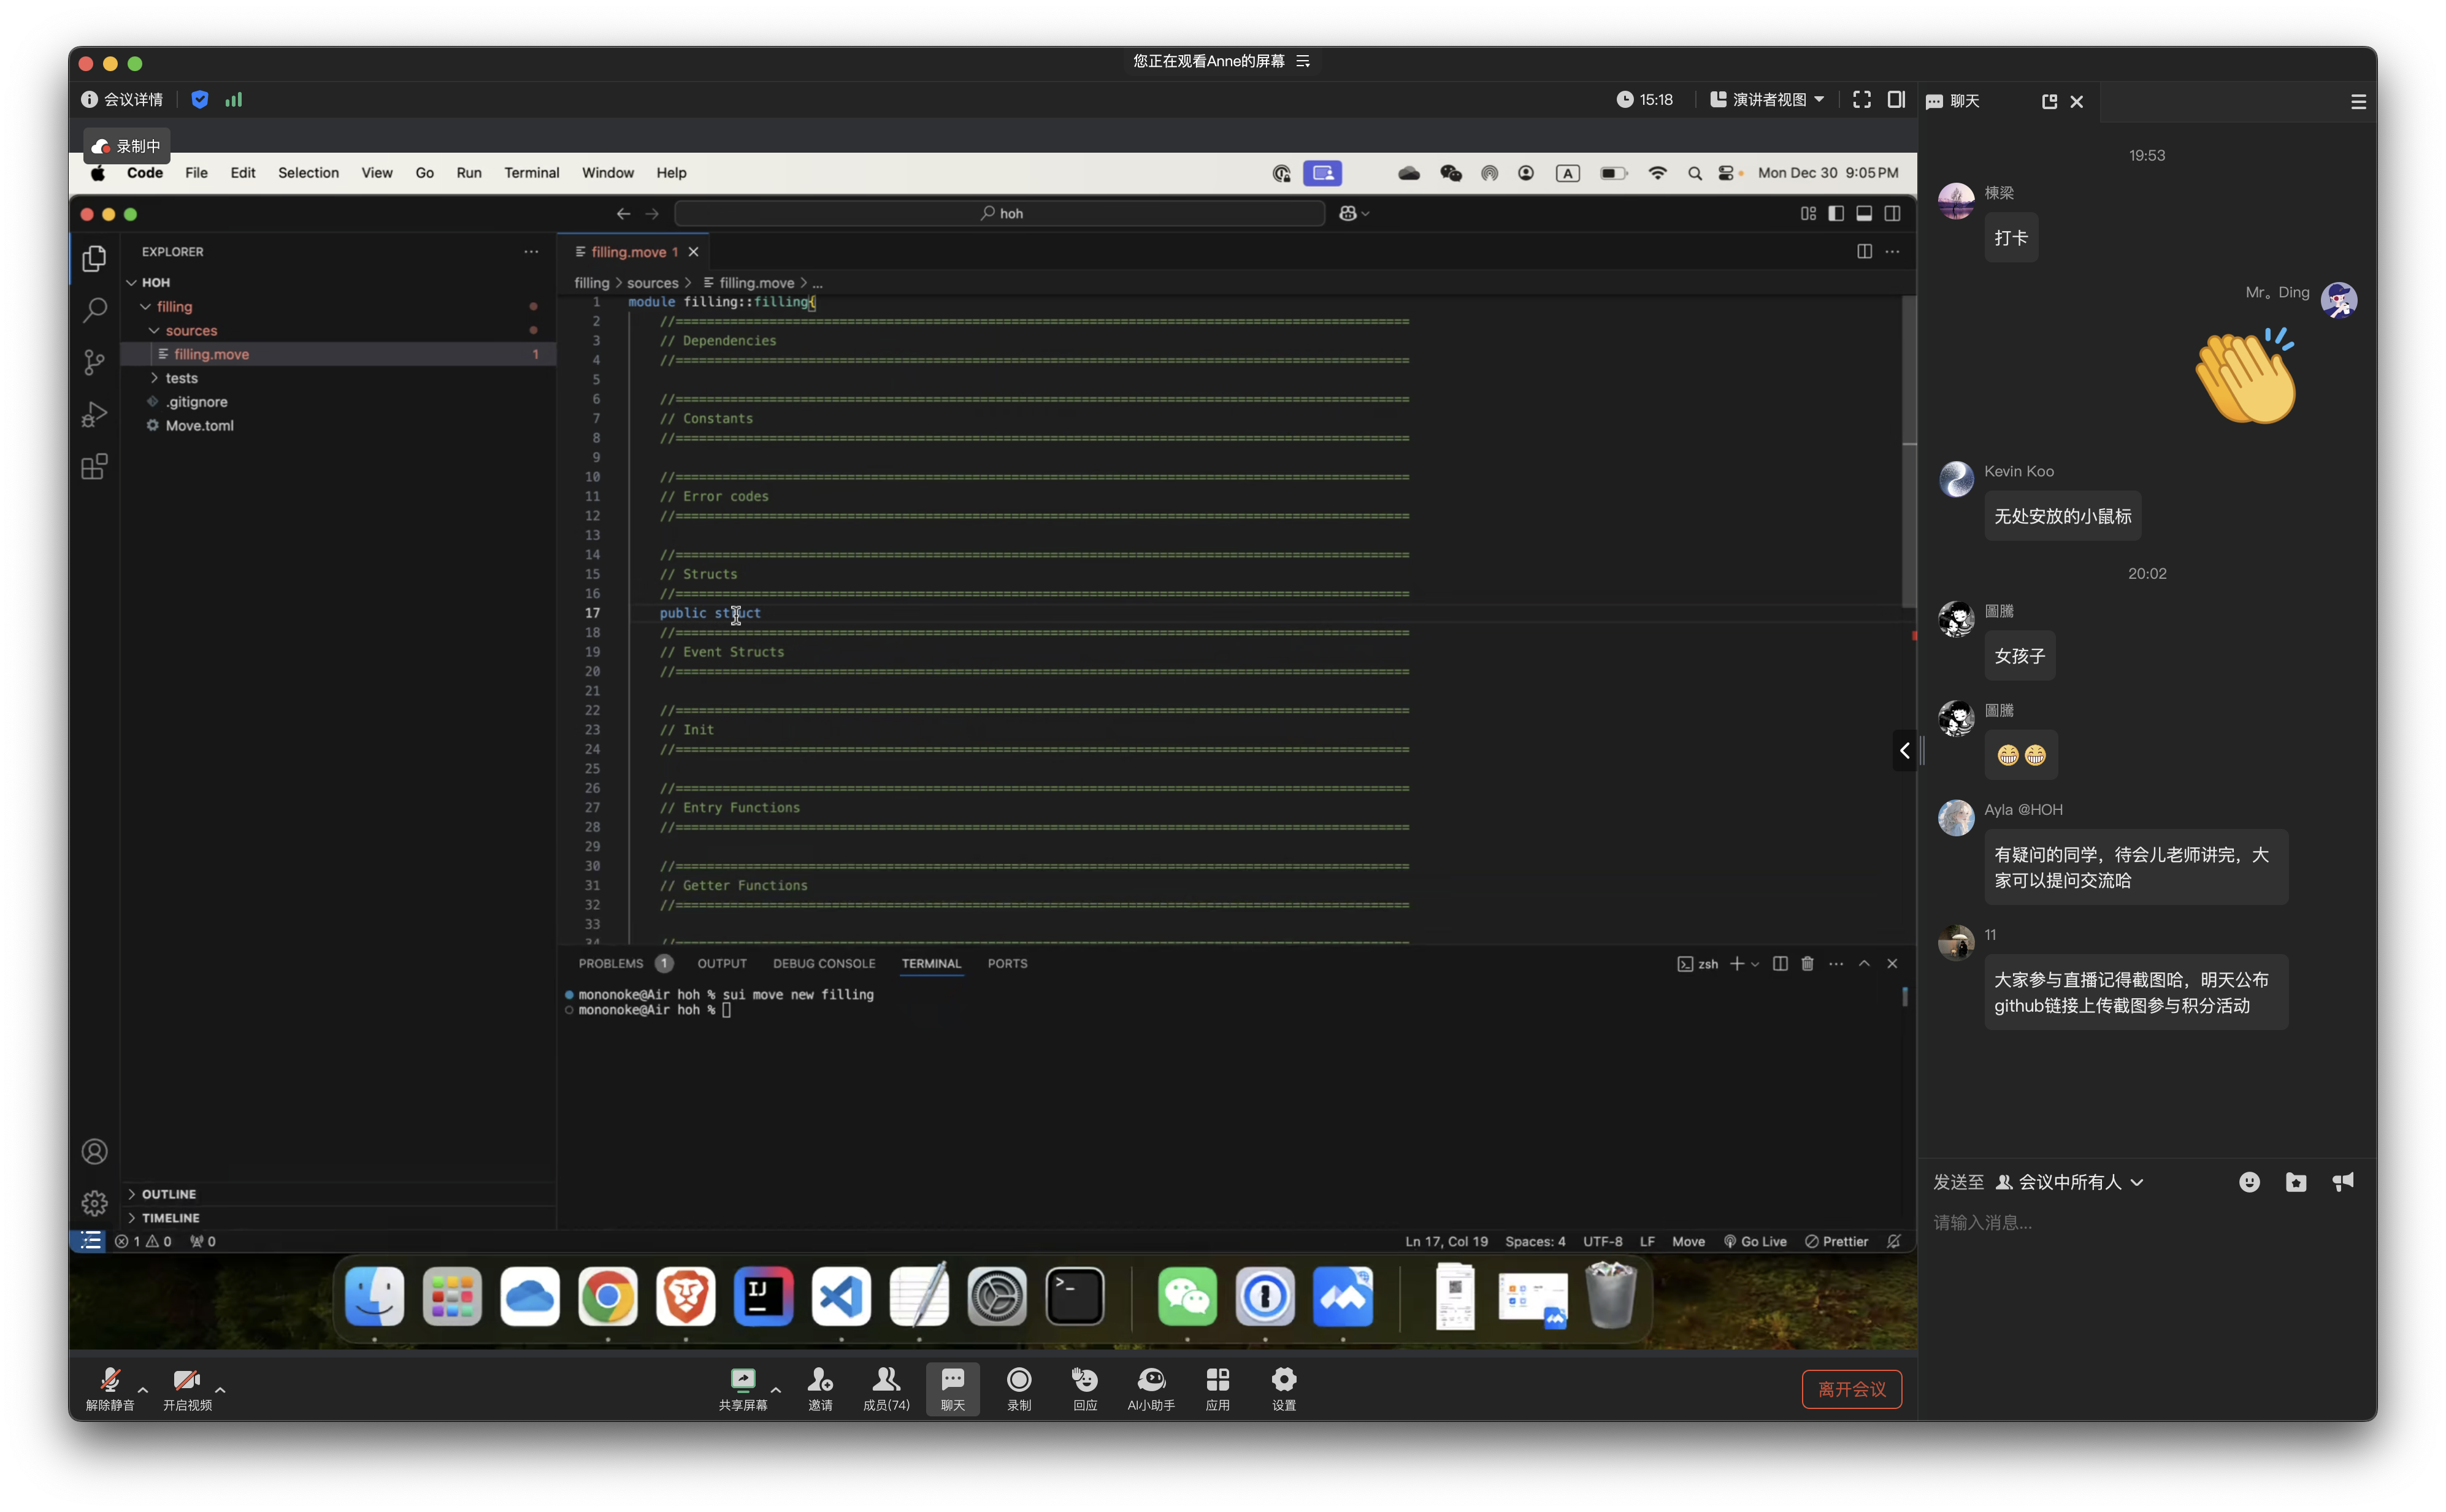 您正在观看Anne的屏幕
会议详情
15:18
演讲者视图
录制中
Code File Edit Selection View Go Run Terminal Window Help
A
Mon Dec 30 9:05 PM
hoh
EXPLORER
HOH
filling
sources
filling.move 1
tests
.gitignore
Move.toml
OUTLINE
TIMELINE
filling.move 1
filling > sources > filling.move > ...
1 module filling::filling{
2 //==============================================================================================
3 // Dependencies
4 //==============================================================================================
5
6 //==============================================================================================
7 // Constants
8 //==============================================================================================
9
10 //==============================================================================================
11 // Error codes
12 //==============================================================================================
13
14 //==============================================================================================
15 // Structs
16 //==============================================================================================
17 public struct
18 //==============================================================================================
19 // Event Structs
20 //==============================================================================================
21
22 //==============================================================================================
23 // Init
24 //==============================================================================================
25
26 //==============================================================================================
27 // Entry Functions
28 //==============================================================================================
29
30 //==============================================================================================
31 // Getter Functions
32 //==============================================================================================
33
34 //==============================================================================================
PROBLEMS 1 OUTPUT DEBUG CONSOLE TERMINAL PORTS
zsh
mononoke@Air hoh % sui move new filling
mononoke@Air hoh %
1 0 0
Ln 17, Col 19 Spaces: 4 UTF-8 LF Move Go Live Prettier
IJ
解除静音
开启视频
共享屏幕
邀请
成员(74)
聊天
录制
回应
AI小助手
应用
设置
离开会议
聊天
19:53
棟梁
打卡
Mr。Ding
Kevin Koo
无处安放的小鼠标
20:02
圖騰
女孩子
圖騰
Ayla @HOH
有疑问的同学，待会儿老师讲完，大
家可以提问交流哈
11
大家参与直播记得截图哈，明天公布
github链接上传截图参与积分活动
发送至 会议中所有人
请输入消息...